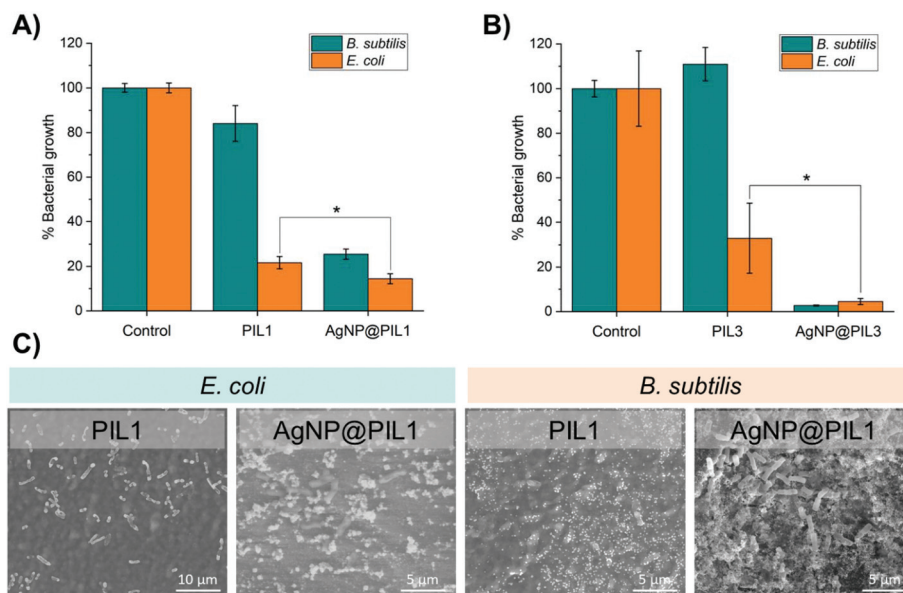 A)
120
100
80
60
40
20
0
% Bacterial growth
B. subtilis
E. coli
*
Control
PIL1
AgNP@PIL1
B)
120
100
80
60
40
20
0
% Bacterial growth
B. subtilis
E. coli
*
Control
PIL3
AgNP@PIL3
C)
E. coli
B. subtilis
PIL1
AgNP@PIL1
PIL1
AgNP@PIL1
10 µm
5 µm
5 µm
5 µm